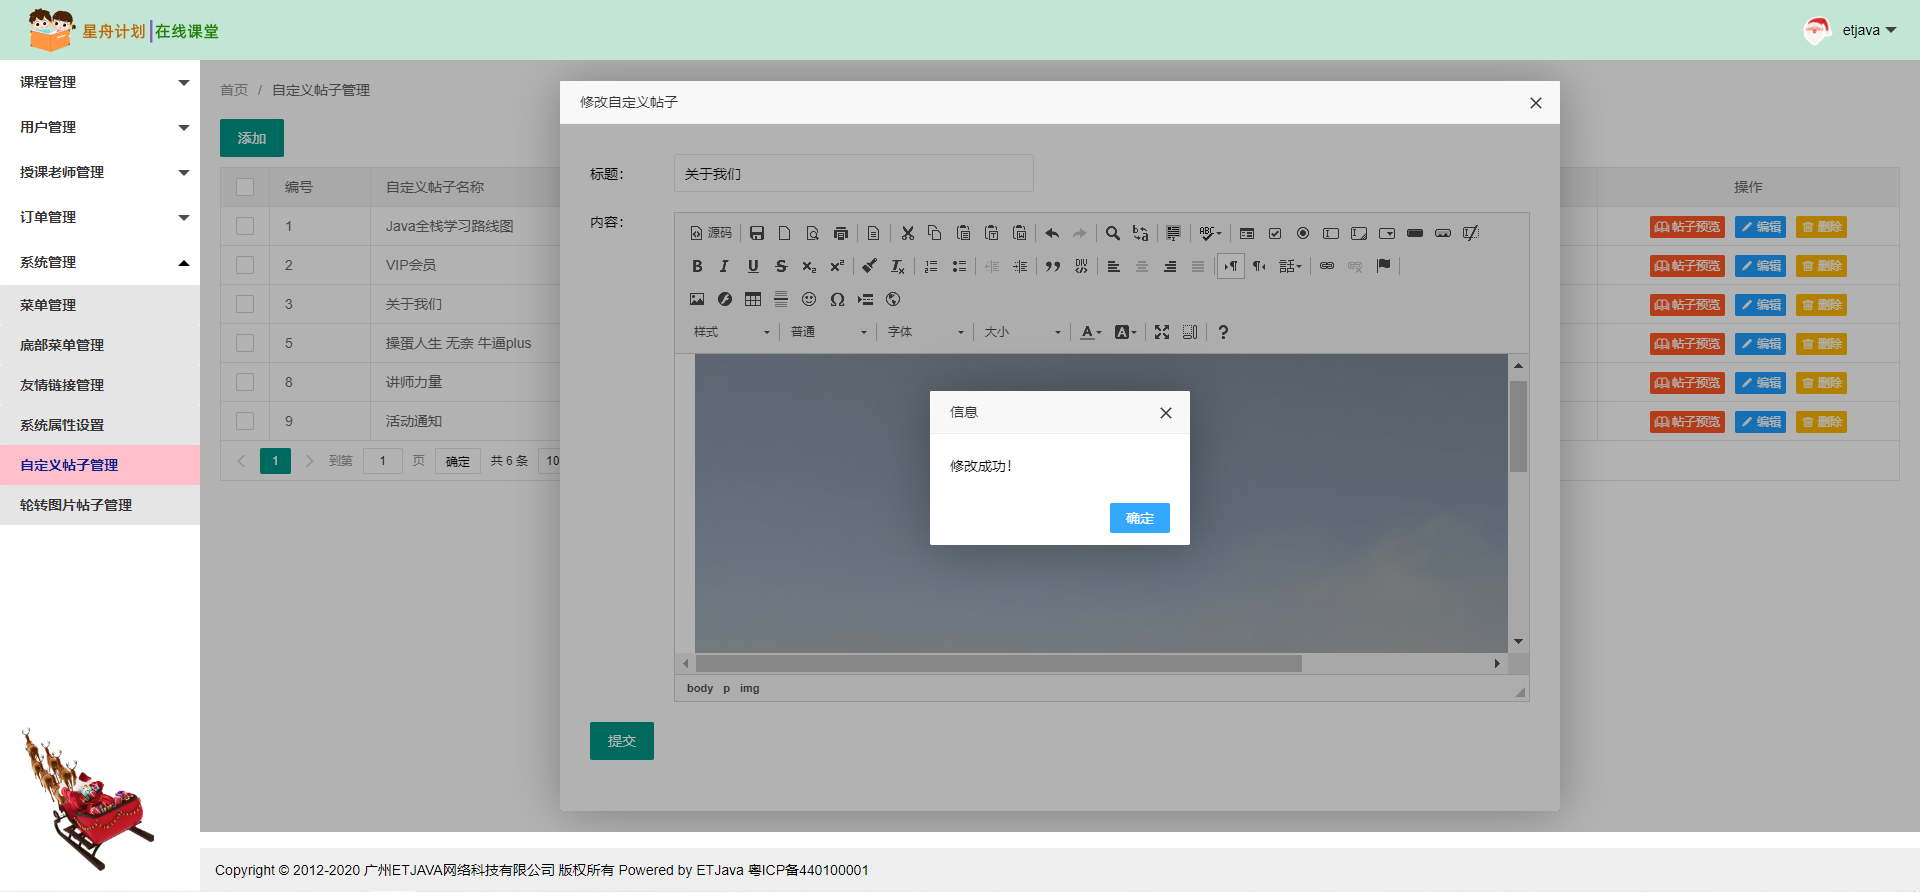 星舟计划|在线课堂
etjava
课程管理
用户管理
授课老师管理
订单管理
系统管理
菜单管理
底部菜单管理
友情链接管理
系统属性设置
自定义帖子管理
轮转图片帖子管理
首页 / 自定义帖子管理
添加
编号 自定义帖子名称 操作
1 Java全栈学习路线图 帖子预览 编辑 删除
2 VIP会员 帖子预览 编辑 删除
3 关于我们 帖子预览 编辑 删除
5 操蛋人生 无奈 牛逼plus 帖子预览 编辑 删除
8 讲师力量 帖子预览 编辑 删除
9 活动通知 帖子预览 编辑 删除
1 到第 1 页 确定 共 6 条 10
修改自定义帖子
标题： 关于我们
内容：
源码
样式 普通 字体 大小
信息
修改成功！
确定
body p img
提交
Copyright © 2012-2020 广州ETJAVA网络科技有限公司 版权所有 Powered by ETJava 粤ICP备440100001